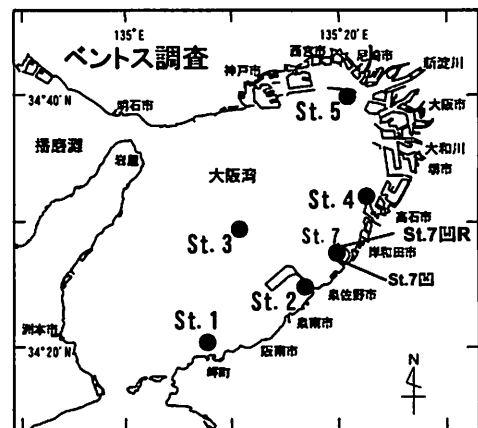 135°E
135°20'E
ベントス調査
西宮市
尼崎市
新淀川
神戸市
34°40'N
明石市
St. 5
大阪市
大和川
堺市
播磨灘
岩屋
大阪湾
St. 4
高石市
St. 3
St. 7
St.7凹R
岸和田市
St.7凹
St. 2
泉佐野市
泉南市
St. 1
洲本市
34°20'N
阪南市
岬町
N